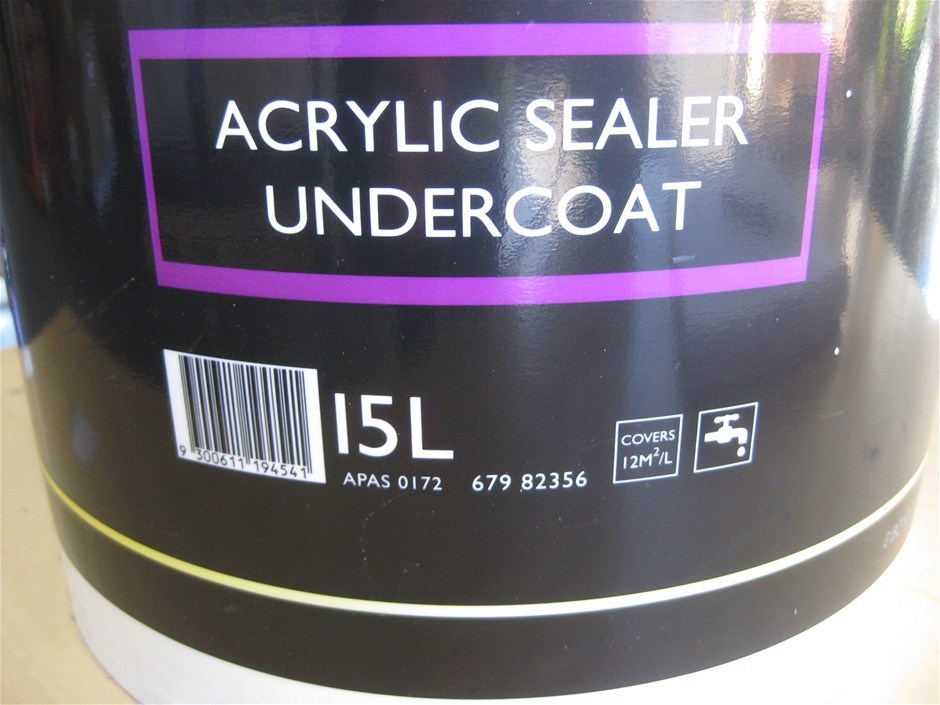 ACRYLIC SEALER
UNDERCOAT
15L
9 300611 194541
APAS 0172 679 82356
COVERS
12M²/L